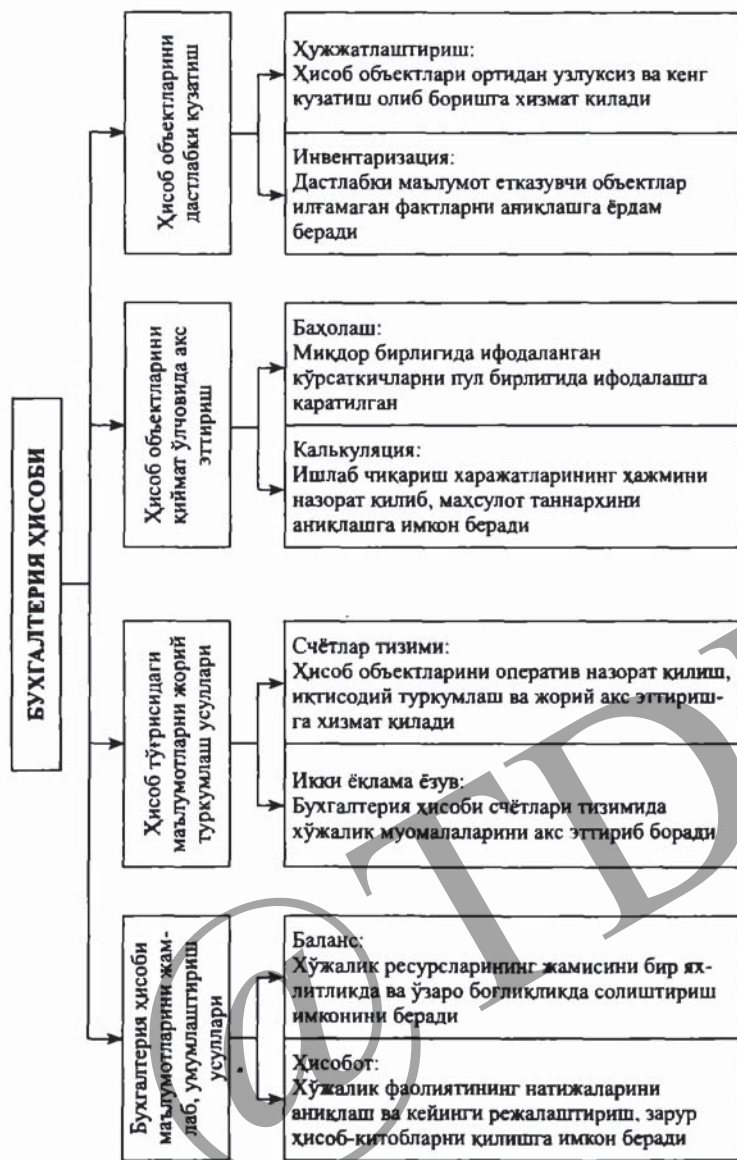 БУХГАЛТЕРИЯ ҲИСОБИ
Ҳисоб объектларини
дастлабки кузатиш
Ҳужжатлаштириш:
Ҳисоб объектлари ортидан узлуксиз ва кенг
кузатиш олиб боришга хизмат килади
Инвентаризация:
Дастлабки маълумот етказувчи объектлар
илғамаган фактларни аниклашга ёрдам
беради
Ҳисоб объектларини
қиймат ўлчовида акс
эттириш
Баҳолаш:
Миқдор бирлигида ифодаланган
кўрсаткичларни пул бирлигида ифодалашга
қаратилган
Калькуляция:
Ишлаб чиқариш харажатларининг ҳажмини
назорат килиб, маҳсулот таннархини
аниқлашга имкон беради
Ҳисоб тўғрисидаги
маълумотларни жорий
туркумлаш усуллари
Счётлар тизими:
Ҳисоб объектларини оператив назорат қилиш,
иқтисодий туркумлаш ва жорий акс эттириш-
га хизмат қилади
Икки ёқлама ёзув:
Бухгалтерия ҳисоби счётлари тизимида
хўжалик муомалаларини акс эттириб боради
Бухгалтерия ҳисоби
маълумотларини жам-
лаб, умумлаштириш
усуллари
Баланс:
Хўжалик ресурсларининг жамисини бир ях-
литликда ва ўзаро боғлиқликда солиштириш
имконини беради
Ҳисобот:
Хўжалик фаолиятининг натижаларини
аниқлаш ва кейинги режалаштириш, зарур
ҳисоб-китобларни қилишга имкон беради
@TD